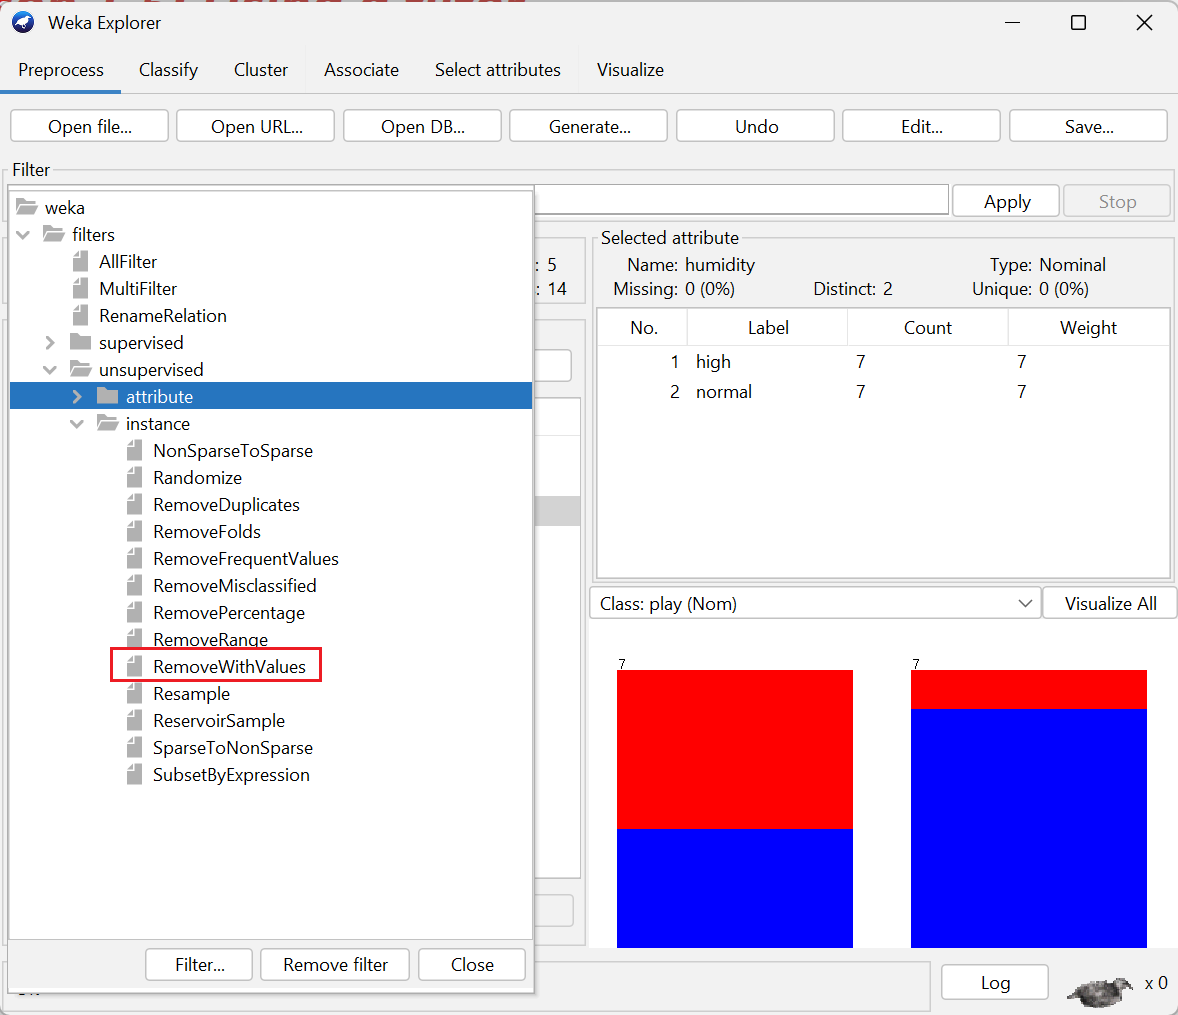 Weka Explorer
Preprocess Classify Cluster Associate Select attributes Visualize
Open file... Open URL... Open DB... Generate... Undo Edit... Save...
Filter
Apply Stop
weka
filters
AllFilter
MultiFilter
RenameRelation
supervised
unsupervised
attribute
instance
NonSparseToSparse
Randomize
RemoveDuplicates
RemoveFolds
RemoveFrequentValues
RemoveMisclassified
RemovePercentage
RemoveRange
RemoveWithValues
Resample
ReservoirSample
SparseToNonSparse
SubsetByExpression
Filter... Remove filter Close
: 5
: 14
Selected attribute
Name: humidity Type: Nominal
Missing: 0 (0%) Distinct: 2 Unique: 0 (0%)
No. Label Count Weight
1 high 7 7
2 normal 7 7
Class: play (Nom) Visualize All
7 7
Log x 0